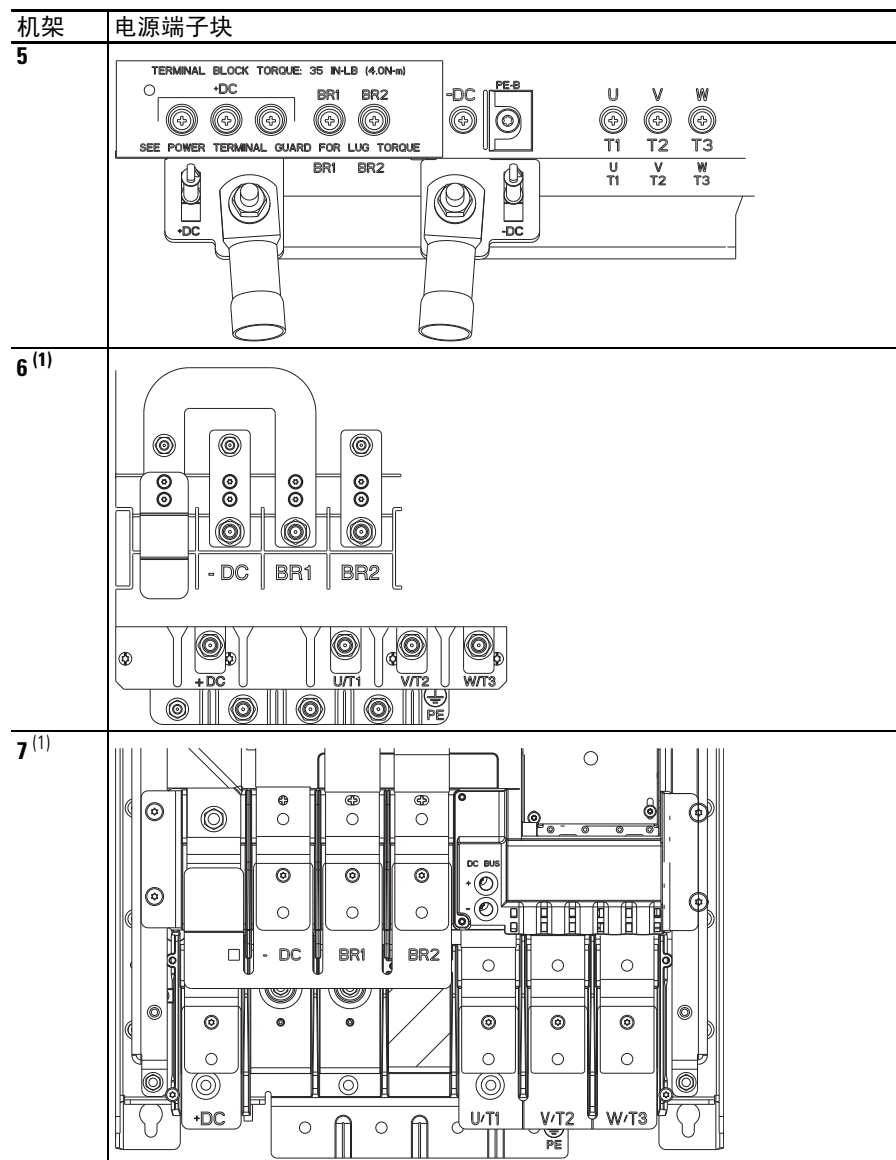 机架 电源端子块
5
TERMINAL BLOCK TORQUE: 35 IN-LB (4.0N-m)
+DC BR1 BR2
SEE POWER TERMINAL GUARD FOR LUG TORQUE
-DC PE-B U V W
T1 T2 T3
BR1 BR2
U V W
T1 T2 T3
+DC -DC
6 (1)
- DC BR1 BR2
+ DC U/T1 V/T2 W/T3
PE
7 (1)
DC BUS
+
-
- DC BR1 BR2
+DC U/T1 V/T2 W/T3
PE